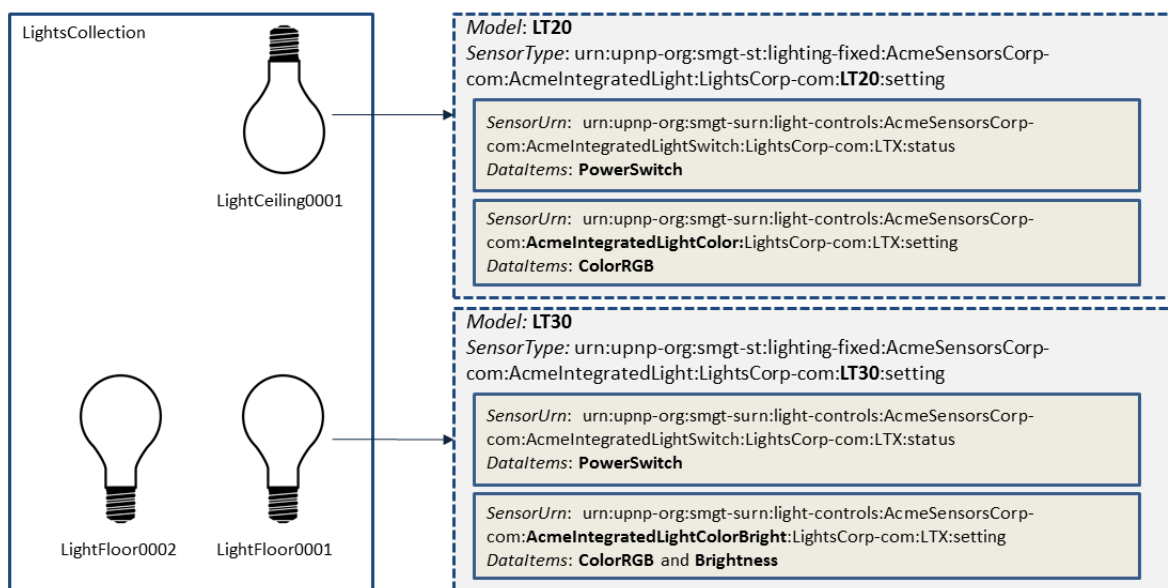 LightsCollection
LightCeiling0001
LightFloor0002
LightFloor0001
Model: LT20
SensorType: urn:upnp-org:smgt-st:lighting-fixed:AcmeSensorsCorp-
com:AcmeIntegratedLight:LightsCorp-com:LT20:setting
SensorUrn: urn:upnp-org:smgt-surn:light-controls:AcmeSensorsCorp-
com:AcmeIntegratedLightSwitch:LightsCorp-com:LTX:status
DataItems: PowerSwitch
SensorUrn: urn:upnp-org:smgt-surn:light-controls:AcmeSensorsCorp-
com:AcmeIntegratedLightColor:LightsCorp-com:LTX:setting
DataItems: ColorRGB
Model: LT30
SensorType: urn:upnp-org:smgt-st:lighting-fixed:AcmeSensorsCorp-
com:AcmeIntegratedLight:LightsCorp-com:LT30:setting
SensorUrn: urn:upnp-org:smgt-surn:light-controls:AcmeSensorsCorp-
com:AcmeIntegratedLightSwitch:LightsCorp-com:LTX:status
DataItems: PowerSwitch
SensorUrn: urn:upnp-org:smgt-surn:light-controls:AcmeSensorsCorp-
com:AcmeIntegratedLightColorBright:LightsCorp-com:LTX:setting
DataItems: ColorRGB and Brightness